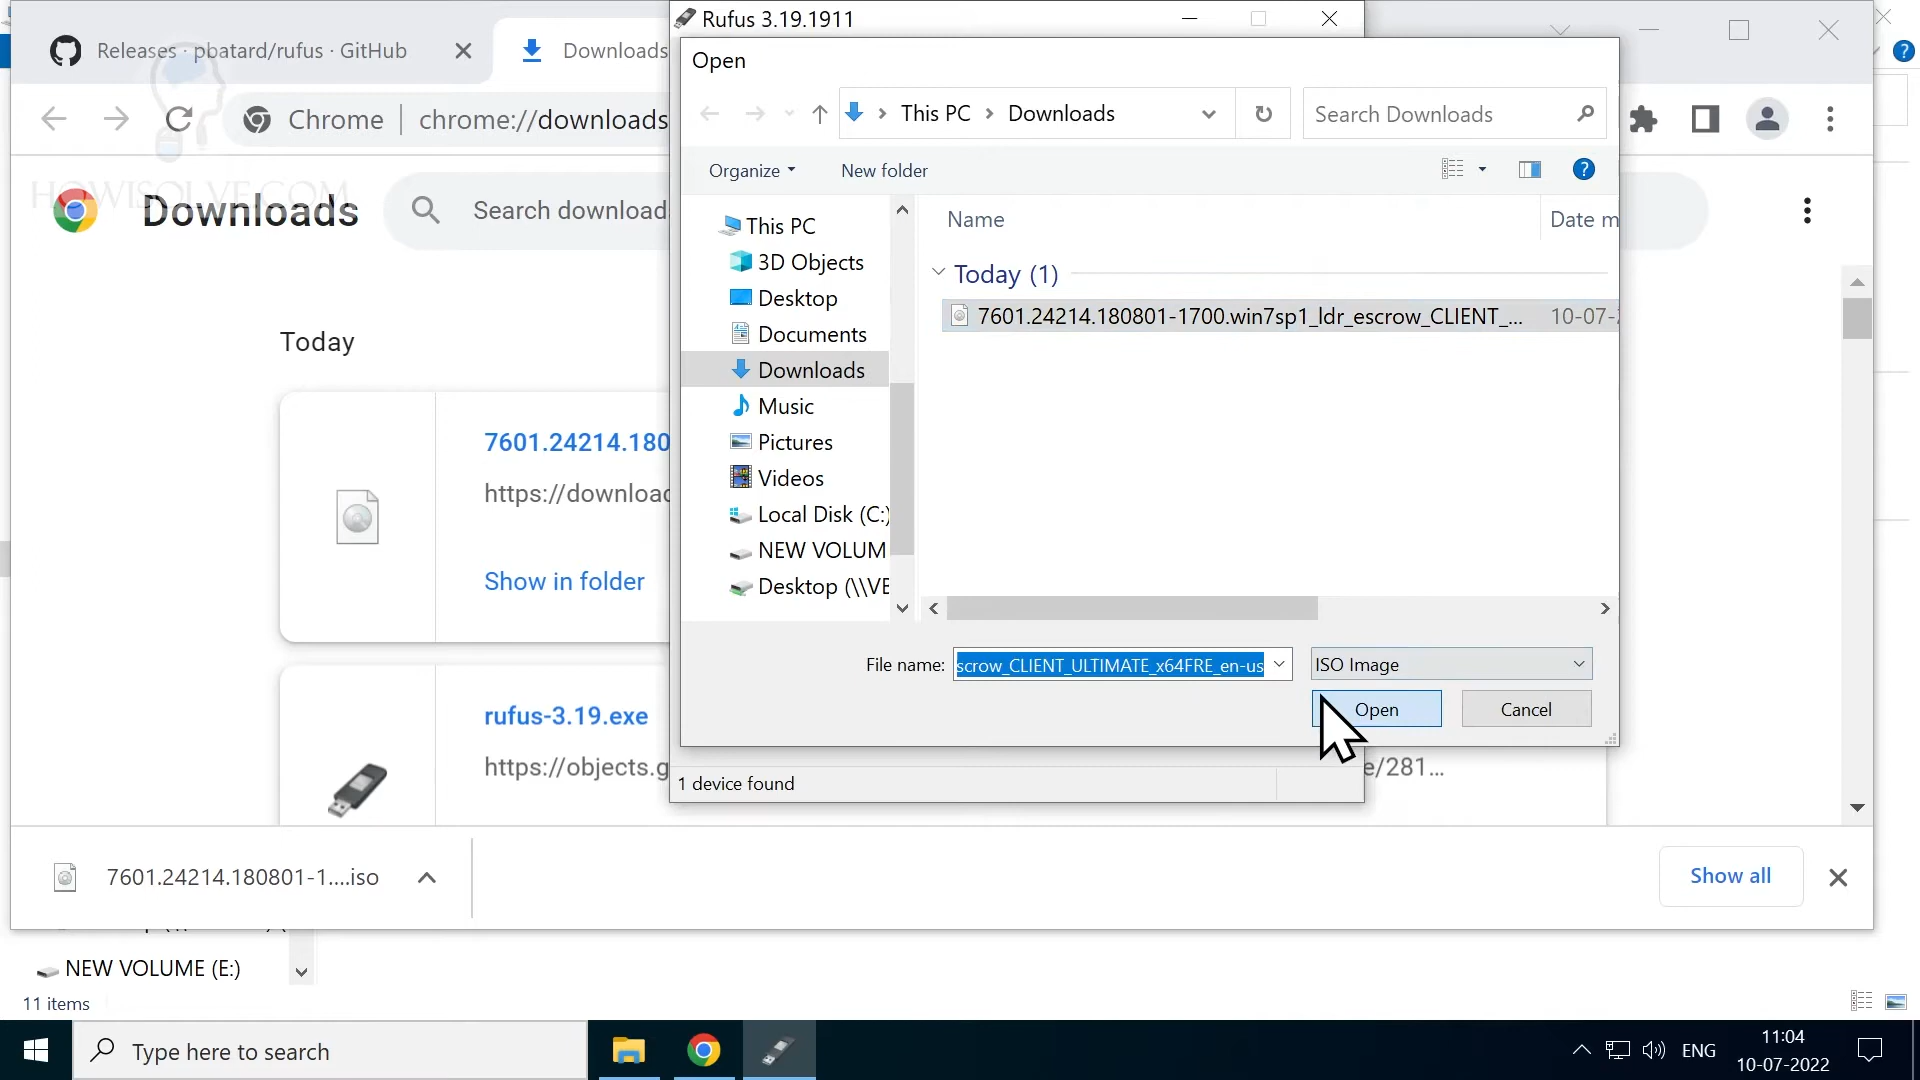 Releases · pbatard/rufus · GitHub
Downloads
Rufus 3.19.1911
Open
Chrome
chrome://downloads
This PC
Downloads
Search Downloads
Organize
New folder
HOWISOLVE.COM
Downloads
Search download
This PC
3D Objects
Desktop
Documents
Downloads
Music
Pictures
Videos
Local Disk (C:)
NEW VOLUM
Desktop (\\VE
Name
Date m
Today (1)
7601.24214.180801-1700.win7sp1_ldr_escrow_CLIENT_...
10-07-
Today
7601.24214.180
https://download
Show in folder
File name:
scrow_CLIENT_ULTIMATE_x64FRE_en-us
ISO Image
Open
Cancel
rufus-3.19.exe
https://objects.g
e/281...
1 device found
7601.24214.180801-1....iso
Show all
NEW VOLUME (E:)
11 items
Type here to search
ENG
11:04
10-07-2022